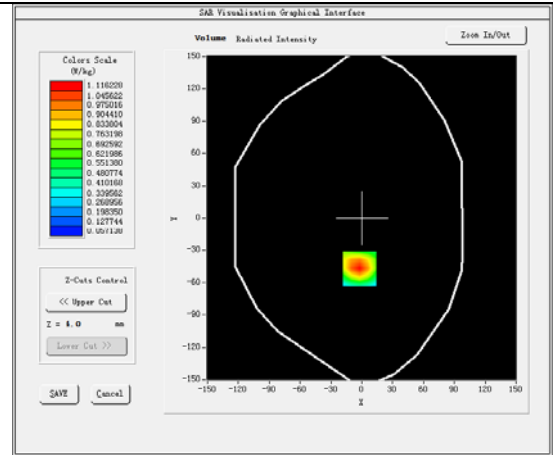 SAR Visualisation Graphical Interface
Volume Radiated Intensity
Zoom In/Out
Colors Scale
(W/kg)
1.116228
1.045622
0.975016
0.904410
0.833804
0.763198
0.692592
0.621986
0.551380
0.480774
0.410168
0.339562
0.268956
0.198350
0.127744
0.057138
150
120
90
60
30
0
-30
-60
-90
-120
-150
Y
-150 -120 -90 -60 -30 0 30 60 90 120 150
X
Z-Cuts Control
<< Upper Cut
Z = 4.0 mm
Lower Cut >>
SAVE Cancel